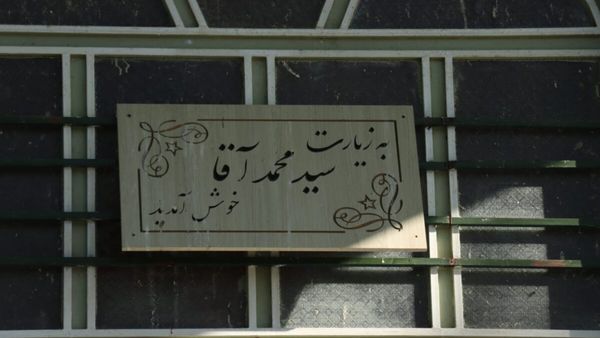 به زیارت
سید محمد آقا
خوش آمدید